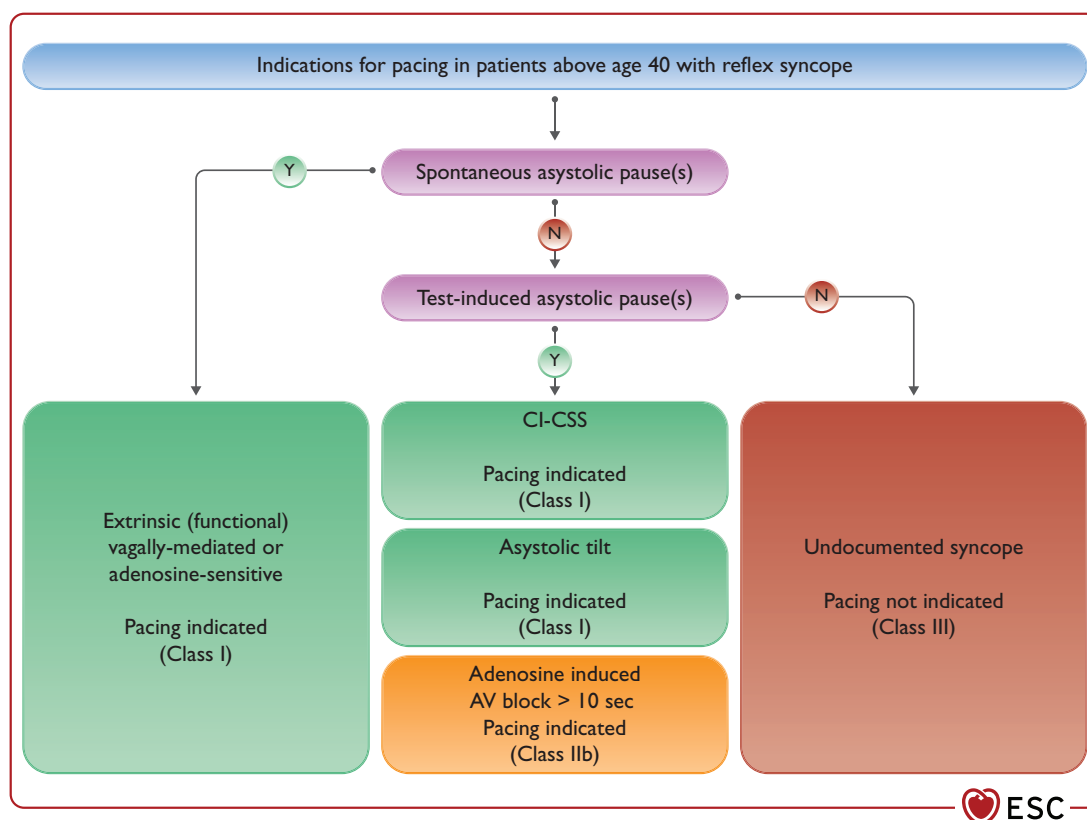 Indications for pacing in patients above age 40 with reflex syncope
Y
Spontaneous asystolic pause(s)
N
Test-induced asystolic pause(s)
N
Y
Extrinsic (functional)
vagally-mediated or
adenosine-sensitive
Pacing indicated
(Class I)
CI-CSS
Pacing indicated
(Class I)
Asystolic tilt
Pacing indicated
(Class I)
Adenosine induced
AV block > 10 sec
Pacing indicated
(Class IIb)
Undocumented syncope
Pacing not indicated
(Class III)
ESC